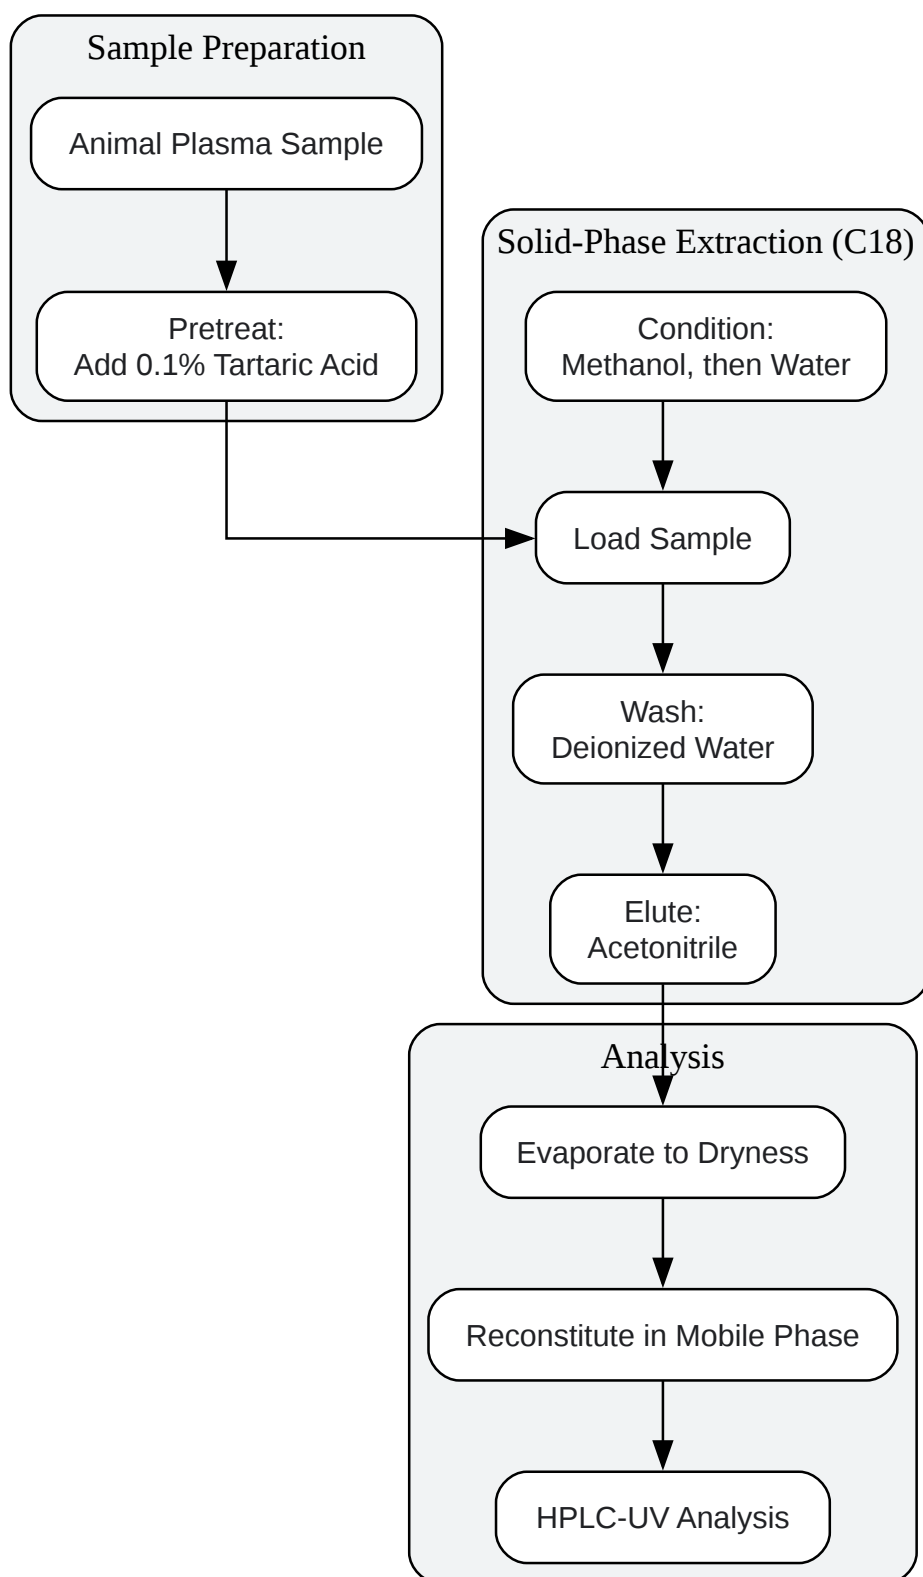 Sample Preparation
Animal Plasma Sample
Pretreat:
Add 0.1% Tartaric Acid
Solid-Phase Extraction (C18)
Condition:
Methanol, then Water
Load Sample
Wash:
Deionized Water
Elute:
Acetonitrile
Analysis
Evaporate to Dryness
Reconstitute in Mobile Phase
HPLC-UV Analysis